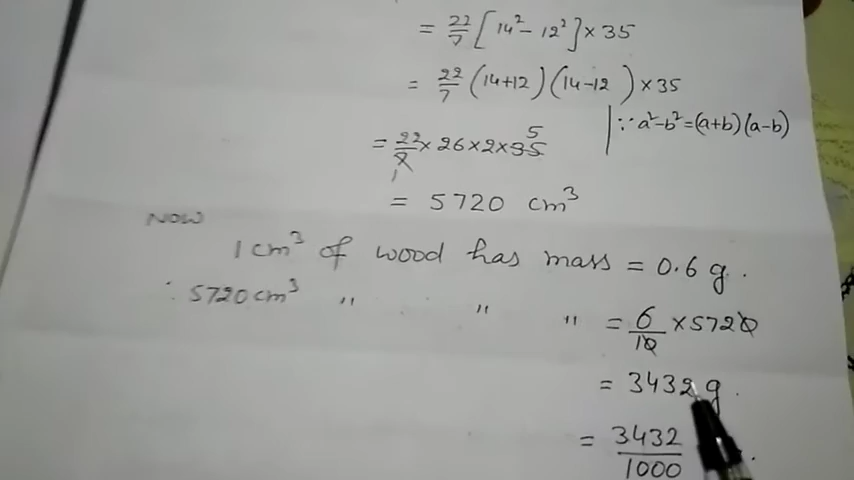 = 22/7 [14² - 12²] × 35
= 22/7 (14+12) (14-12) × 35
∵ a²-b² = (a+b) (a-b)
= 22/7 × 26 × 2 × 35 5
1
= 5720 cm³
NOW
1 cm³ of wood has mass = 0.6 g.
∴ 5720 cm³ " " " = 6/10 × 5720
= 3432 g.
= 3432/1000 .